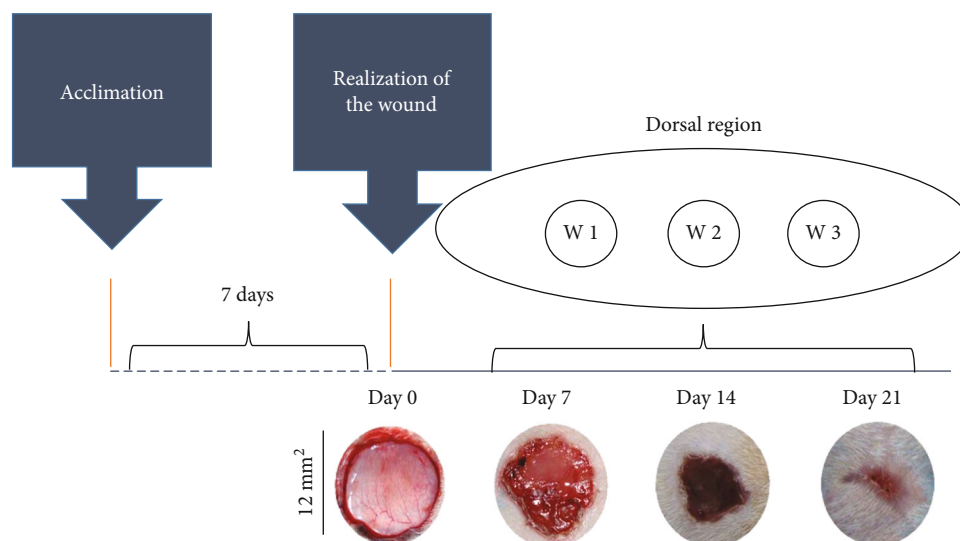 Acclimation
Realization of
the wound
Dorsal region
W 1
W 2
W 3
7 days
Day 0
Day 7
Day 14
Day 21
12 mm²